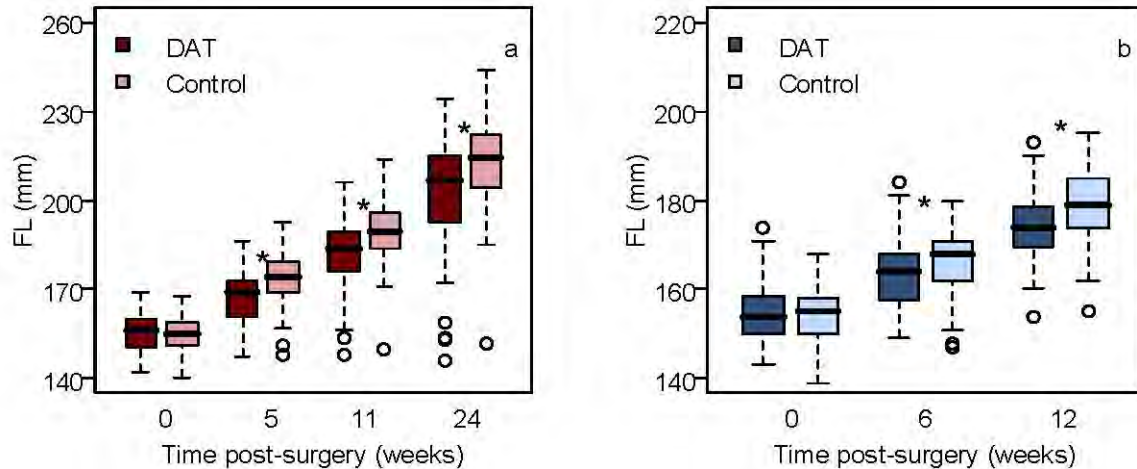 260
230
200
170
140
FL (mm)
DAT
Control
a
*
*
*
0 5 11 24
Time post-surgery (weeks)
220
200
180
160
140
FL (mm)
DAT
Control
b
*
*
0 6 12
Time post-surgery (weeks)